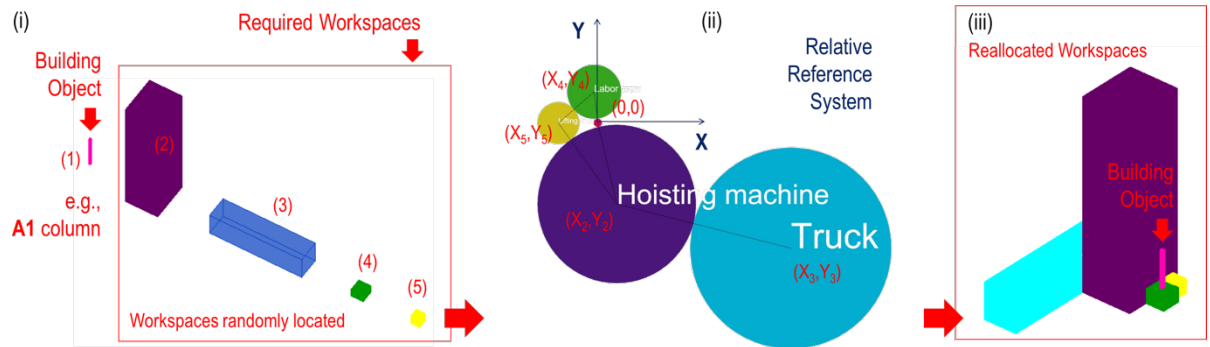 (i)
Required Workspaces
Building
Object
(1)
(2)
e.g.,
A1 column
(3)
(4)
(5)
Workspaces randomly located
(ii)
Y
Relative
Reference
System
(X4,Y4)
Labor
(0,0)
Lifting
(X5,Y5)
X
Hoisting machine
(X2,Y2)
Truck
(X3,Y3)
(iii)
Reallocated Workspaces
Building
Object